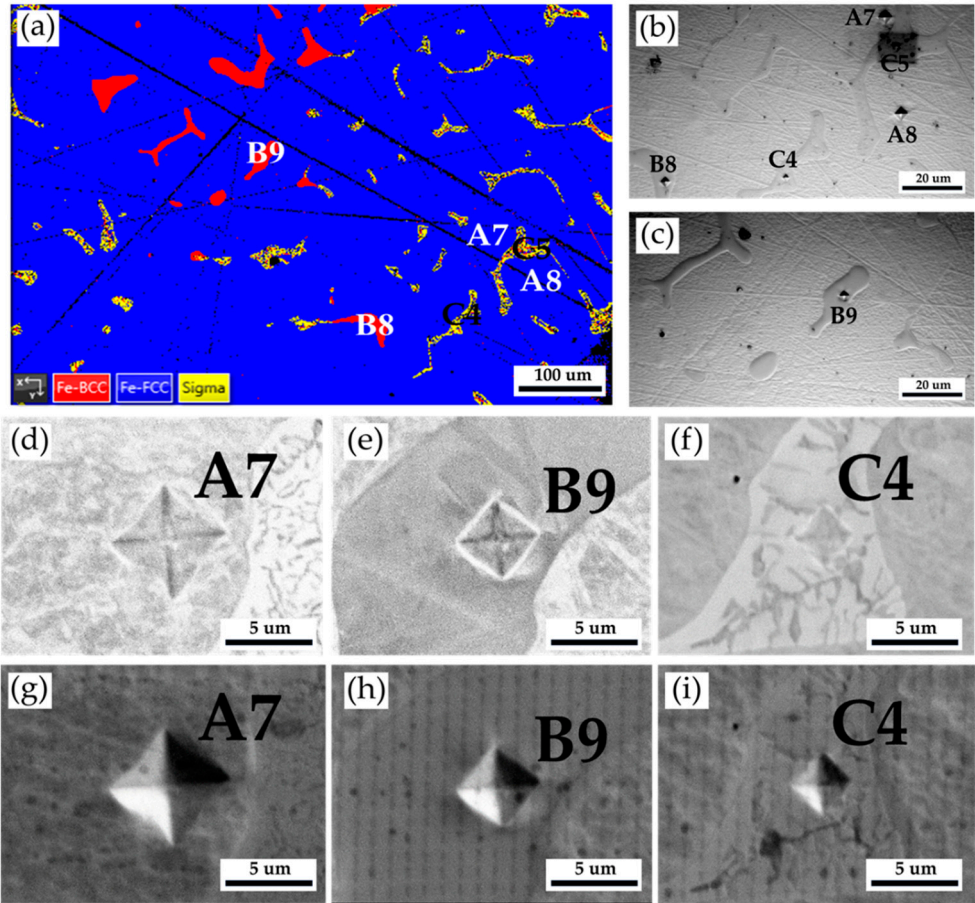 (a)
B9
A7
C5
A8
C4
B8
X
Y
Fe-BCC
Fe-FCC
Sigma
100 um
(b)
A7
C5
A8
B8
C4
20 um
(c)
B9
20 um
(d)
A7
5 um
(e)
B9
5 um
(f)
C4
5 um
(g)
A7
5 um
(h)
B9
5 um
(i)
C4
5 um